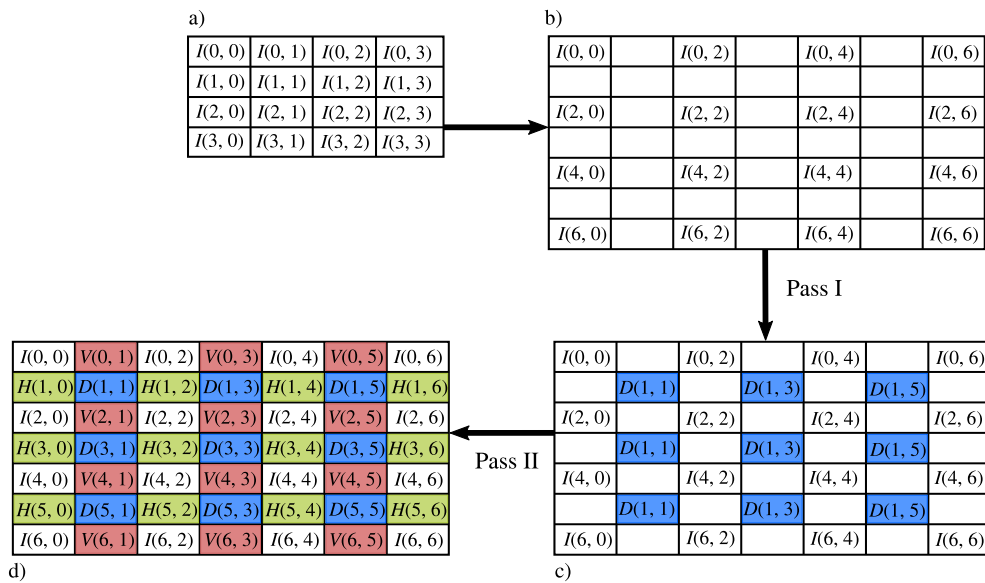 a)
I(0, 0) I(0, 1) I(0, 2) I(0, 3)
I(1, 0) I(1, 1) I(1, 2) I(1, 3)
I(2, 0) I(2, 1) I(2, 2) I(2, 3)
I(3, 0) I(3, 1) I(3, 2) I(3, 3)
b)
I(0, 0) I(0, 2) I(0, 4) I(0, 6)
I(2, 0) I(2, 2) I(2, 4) I(2, 6)
I(4, 0) I(4, 2) I(4, 4) I(4, 6)
I(6, 0) I(6, 2) I(6, 4) I(6, 6)
Pass I
I(0, 0) I(0, 2) I(0, 4) I(0, 6)
D(1, 1) D(1, 3) D(1, 5)
I(2, 0) I(2, 2) I(2, 4) I(2, 6)
D(1, 1) D(1, 3) D(1, 5)
I(4, 0) I(4, 2) I(4, 4) I(4, 6)
D(1, 1) D(1, 3) D(1, 5)
I(6, 0) I(6, 2) I(6, 4) I(6, 6)
c)
Pass II
I(0, 0) V(0, 1) I(0, 2) V(0, 3) I(0, 4) V(0, 5) I(0, 6)
H(1, 0) D(1, 1) H(1, 2) D(1, 3) H(1, 4) D(1, 5) H(1, 6)
I(2, 0) V(2, 1) I(2, 2) V(2, 3) I(2, 4) V(2, 5) I(2, 6)
H(3, 0) D(3, 1) H(3, 2) D(3, 3) H(3, 4) D(3, 5) H(3, 6)
I(4, 0) V(4, 1) I(4, 2) V(4, 3) I(4, 4) V(4, 5) I(4, 6)
H(5, 0) D(5, 1) H(5, 2) D(5, 3) H(5, 4) D(5, 5) H(5, 6)
I(6, 0) V(6, 1) I(6, 2) V(6, 3) I(6, 4) V(6, 5) I(6, 6)
d)